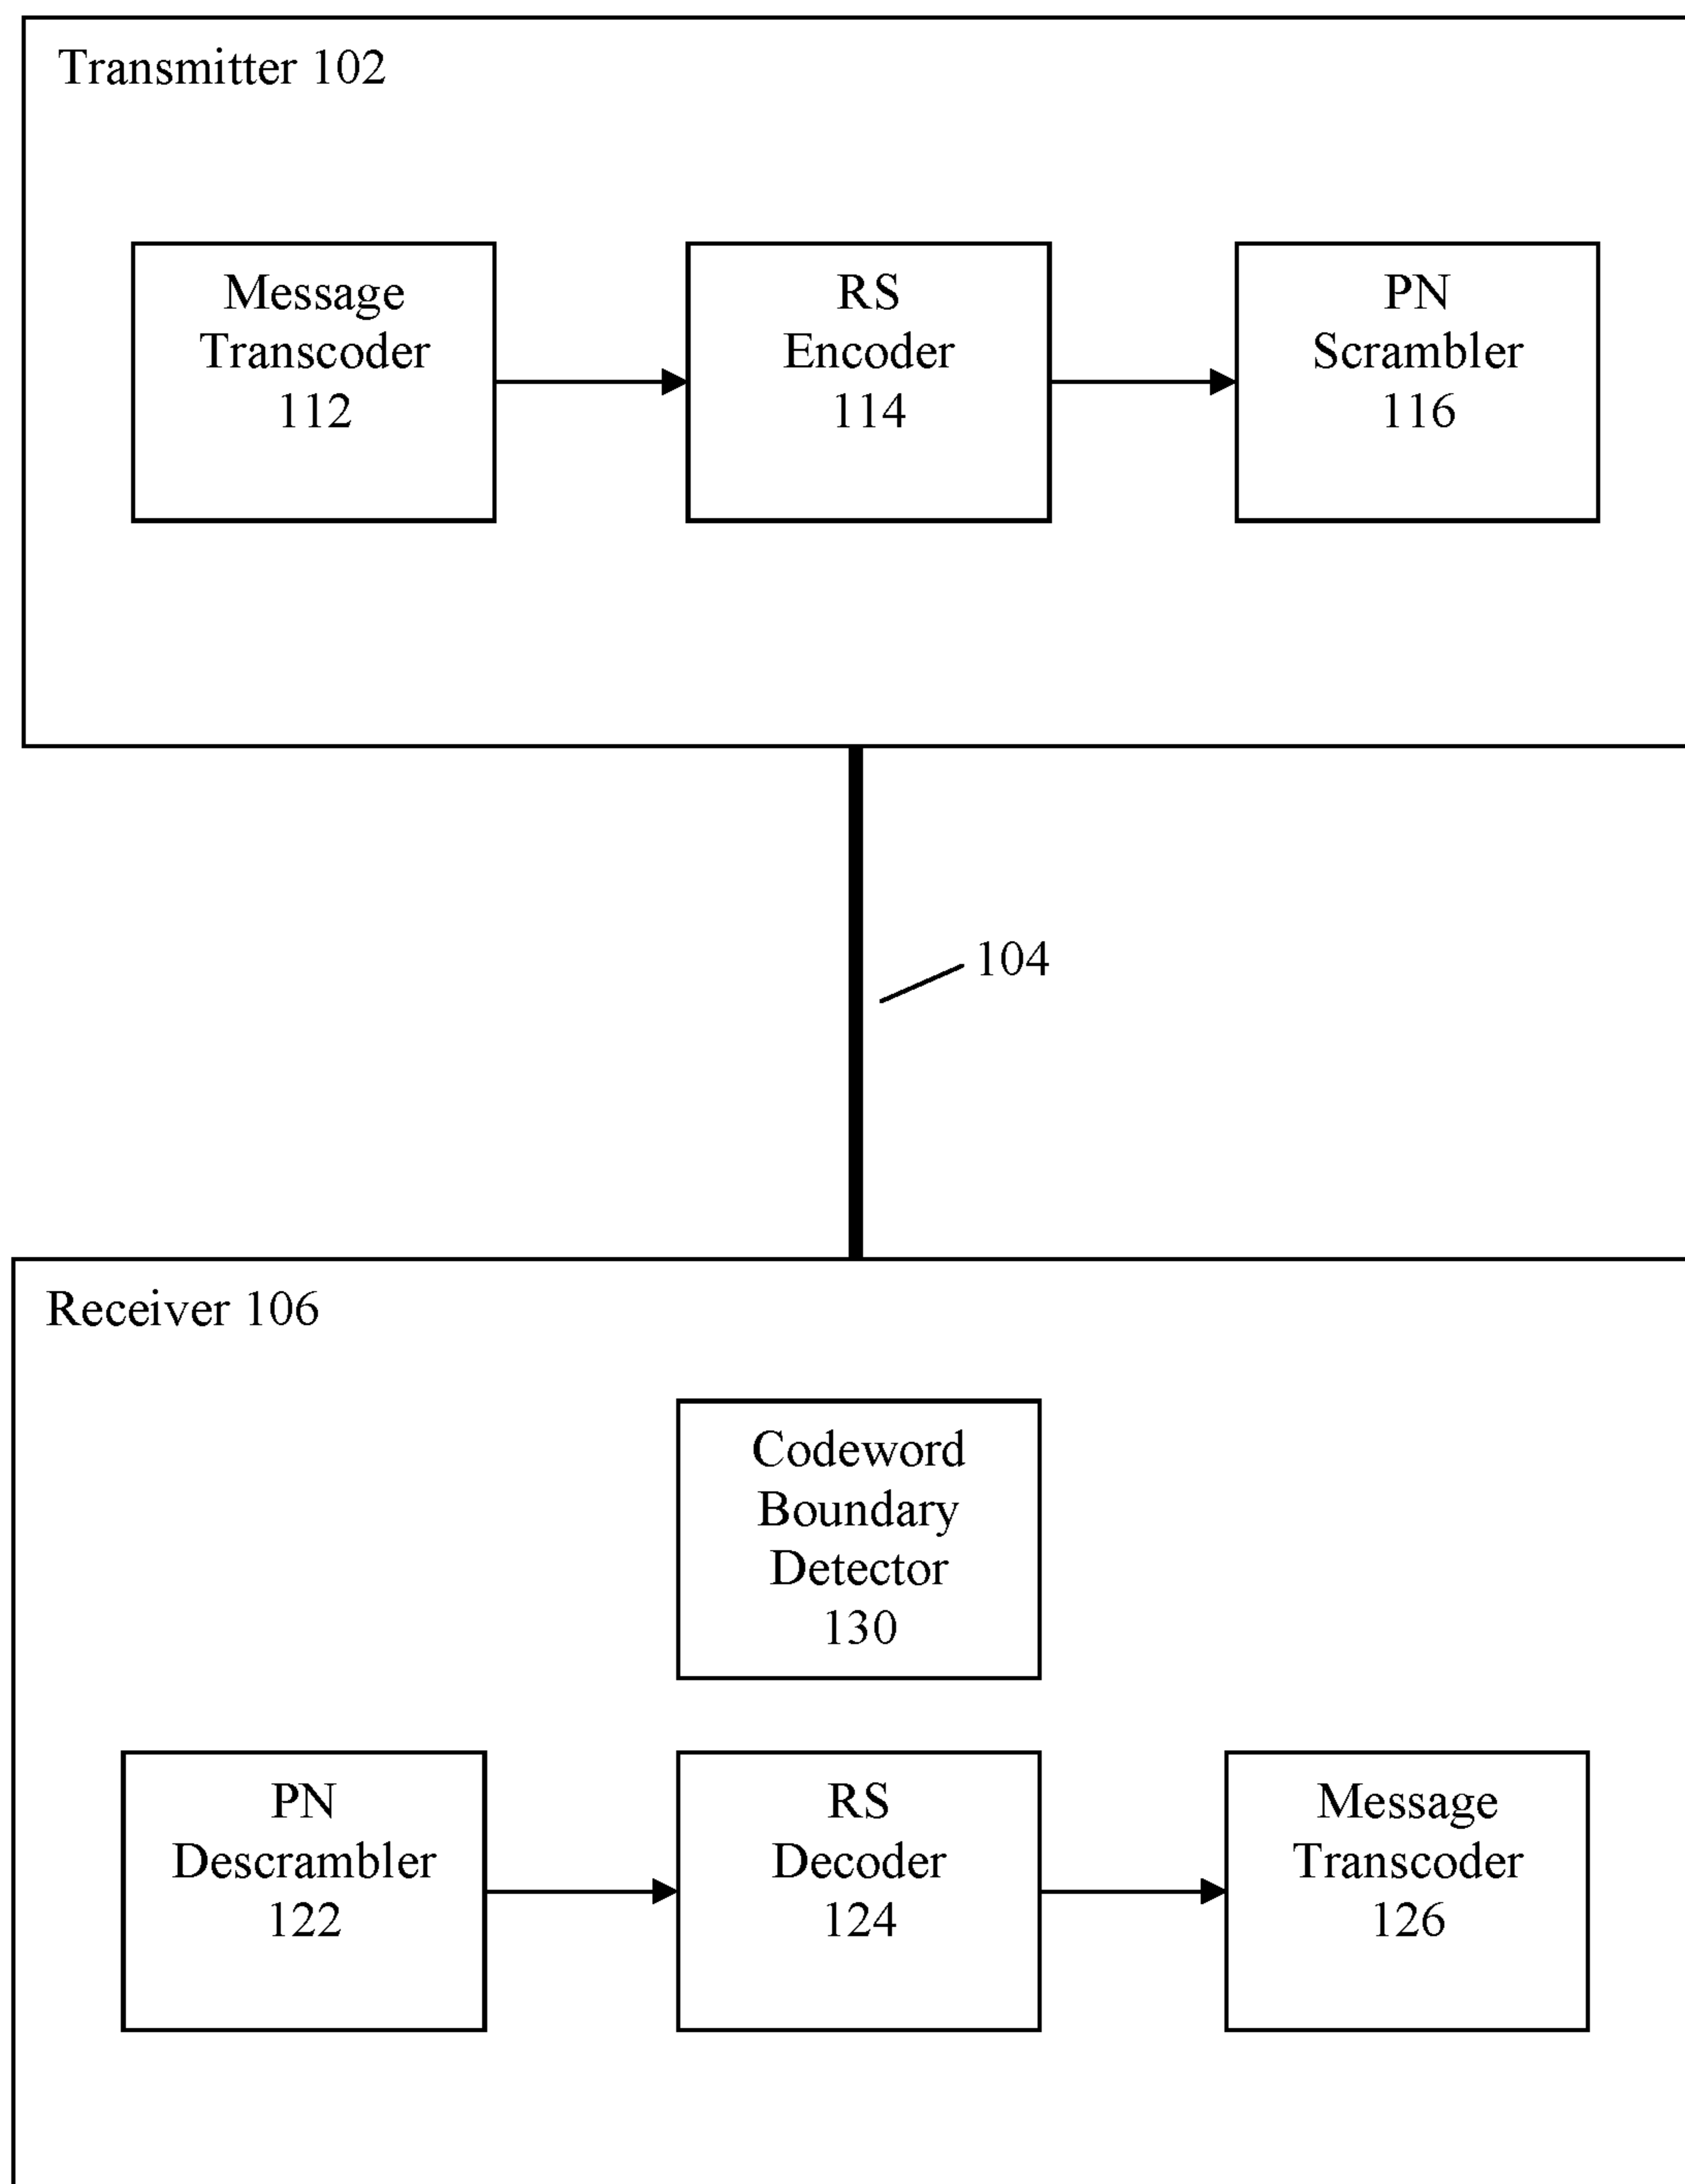 Transmitter 102
Message
Transcoder
112
RS
Encoder
114
PN
Scrambler
116
104
Receiver 106
Codeword
Boundary
Detector
130
PN
Descrambler
122
RS
Decoder
124
Message
Transcoder
126